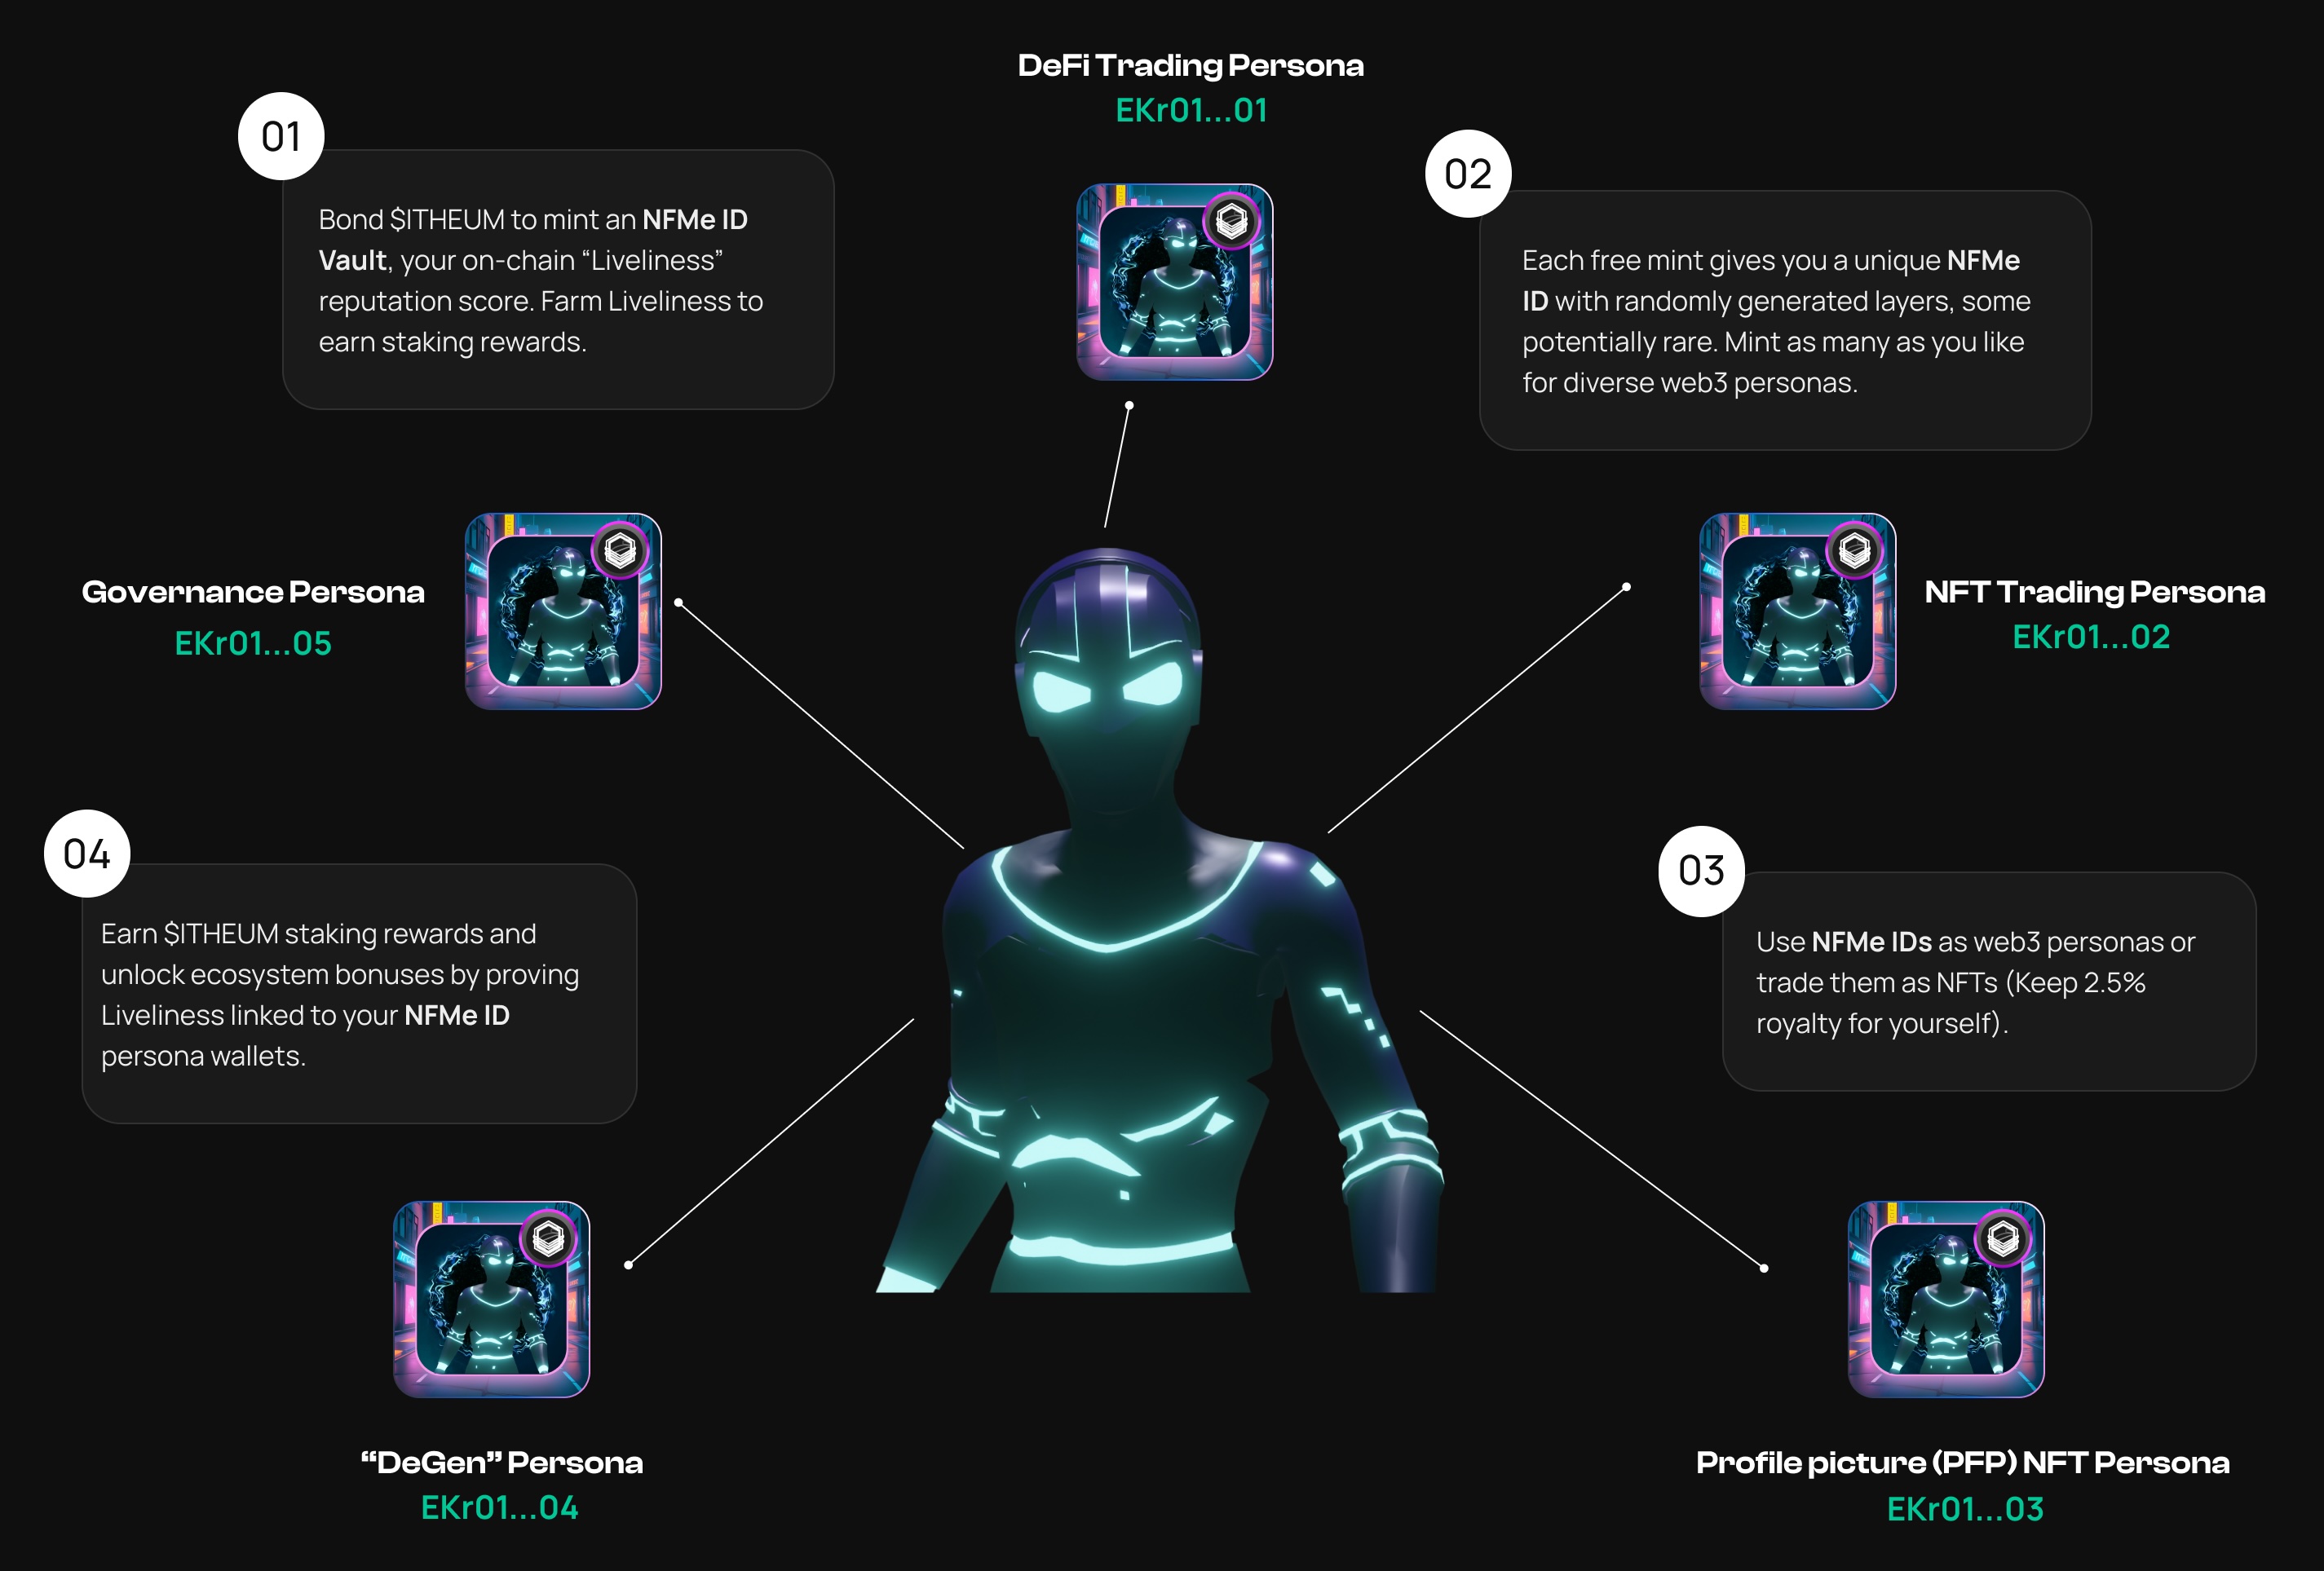 DeFi Trading Persona
EKr01...01
01
Bond $ITHEUM to mint an NFMe ID
Vault, your on-chain “Liveliness”
reputation score. Farm Liveliness to
earn staking rewards.
02
Each free mint gives you a unique NFMe
ID with randomly generated layers, some
potentially rare. Mint as many as you like
for diverse web3 personas.
Governance Persona
EKr01...05
NFT Trading Persona
EKr01...02
04
Earn $ITHEUM staking rewards and
unlock ecosystem bonuses by proving
Liveliness linked to your NFMe ID
persona wallets.
03
Use NFMe IDs as web3 personas or
trade them as NFTs (Keep 2.5%
royalty for yourself).
“DeGen” Persona
EKr01...04
Profile picture (PFP) NFT Persona
EKr01...03